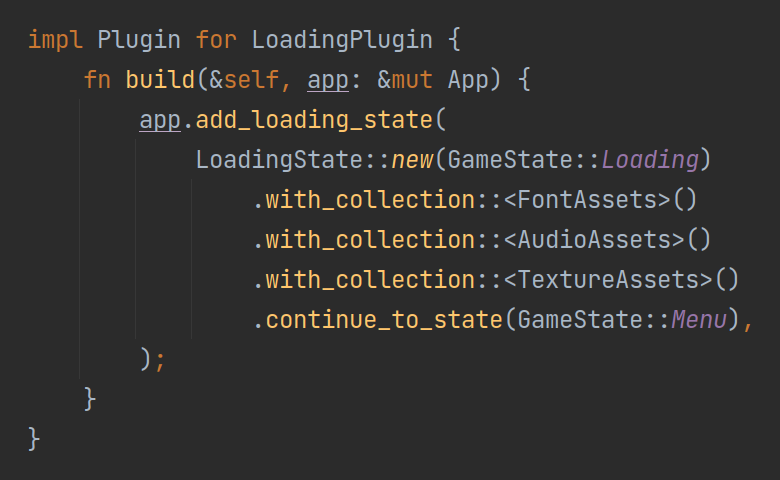 impl Plugin for LoadingPlugin {
    fn build(&self, app: &mut App) {
        app.add_loading_state(
            LoadingState::new(GameState::Loading)
                .with_collection::<FontAssets>()
                .with_collection::<AudioAssets>()
                .with_collection::<TextureAssets>()
                .continue_to_state(GameState::Menu),
        );
    }
}